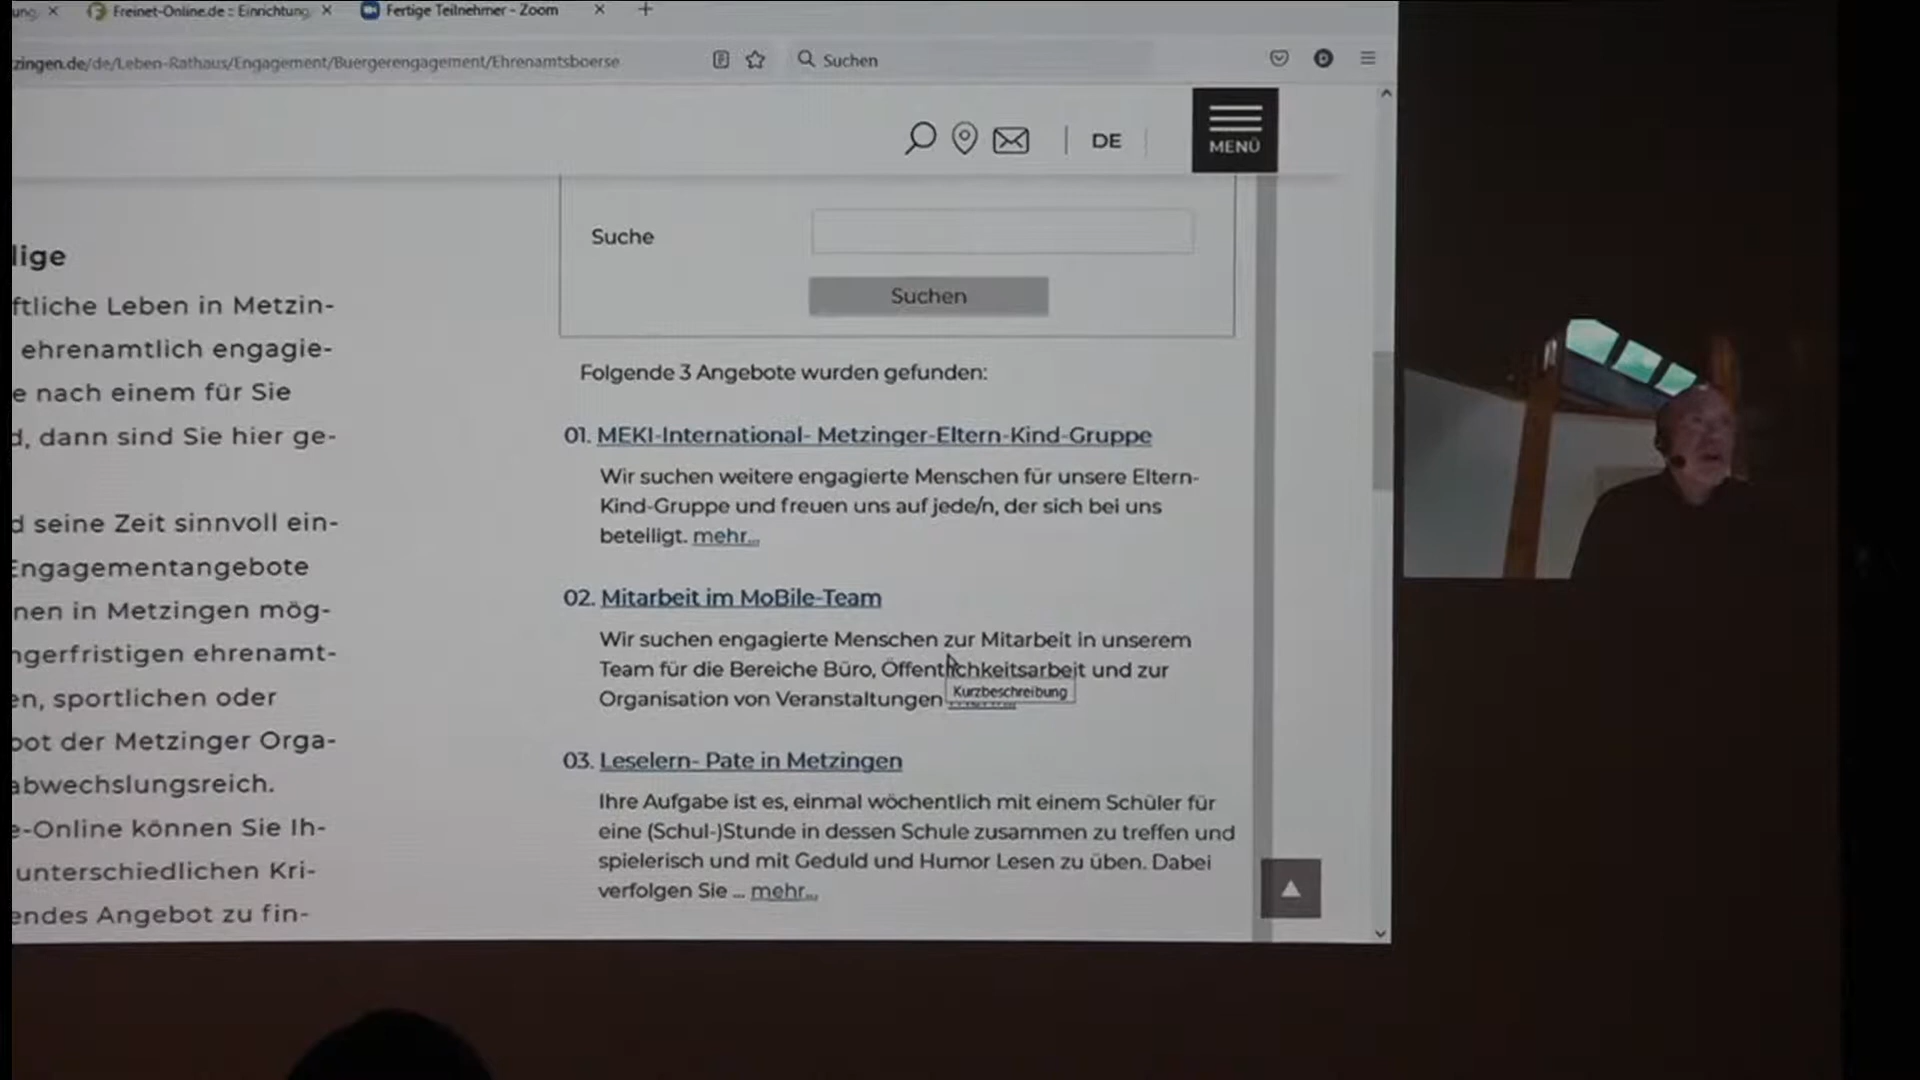 ung
Freinet-Online.de :: Einrichtung
Fertige Teilnehmer - Zoom
zingen.de/de/Leben-Rathaus/Engagement/Buergerengagement/Ehrenamtsboerse
Suchen
DE
MENÜ
lige
ftliche Leben in Metzin-
ehrenamtlich engagie-
e nach einem für Sie
d, dann sind Sie hier ge-
d seine Zeit sinnvoll ein-
Engagementangebote
nen in Metzingen mög-
ngerfristigen ehrenamt-
en, sportlichen oder
bot der Metzinger Orga-
abwechslungsreich.
e-Online können Sie Ih-
unterschiedlichen Kri-
endes Angebot zu fin-
Suche
Suchen
Folgende 3 Angebote wurden gefunden:
01. MEKI-International- Metzinger-Eltern-Kind-Gruppe
Wir suchen weitere engagierte Menschen für unsere Eltern-
Kind-Gruppe und freuen uns auf jede/n, der sich bei uns
beteiligt. mehr...
02. Mitarbeit im MoBile-Team
Wir suchen engagierte Menschen zur Mitarbeit in unserem
Team für die Bereiche Büro, Öffentlichkeitsarbeit und zur
Organisation von Veranstaltungen
Kurzbeschreibung
03. Leselern- Pate in Metzingen
Ihre Aufgabe ist es, einmal wöchentlich mit einem Schüler für
eine (Schul-)Stunde in dessen Schule zusammen zu treffen und
spielerisch und mit Geduld und Humor Lesen zu üben. Dabei
verfolgen Sie ... mehr...